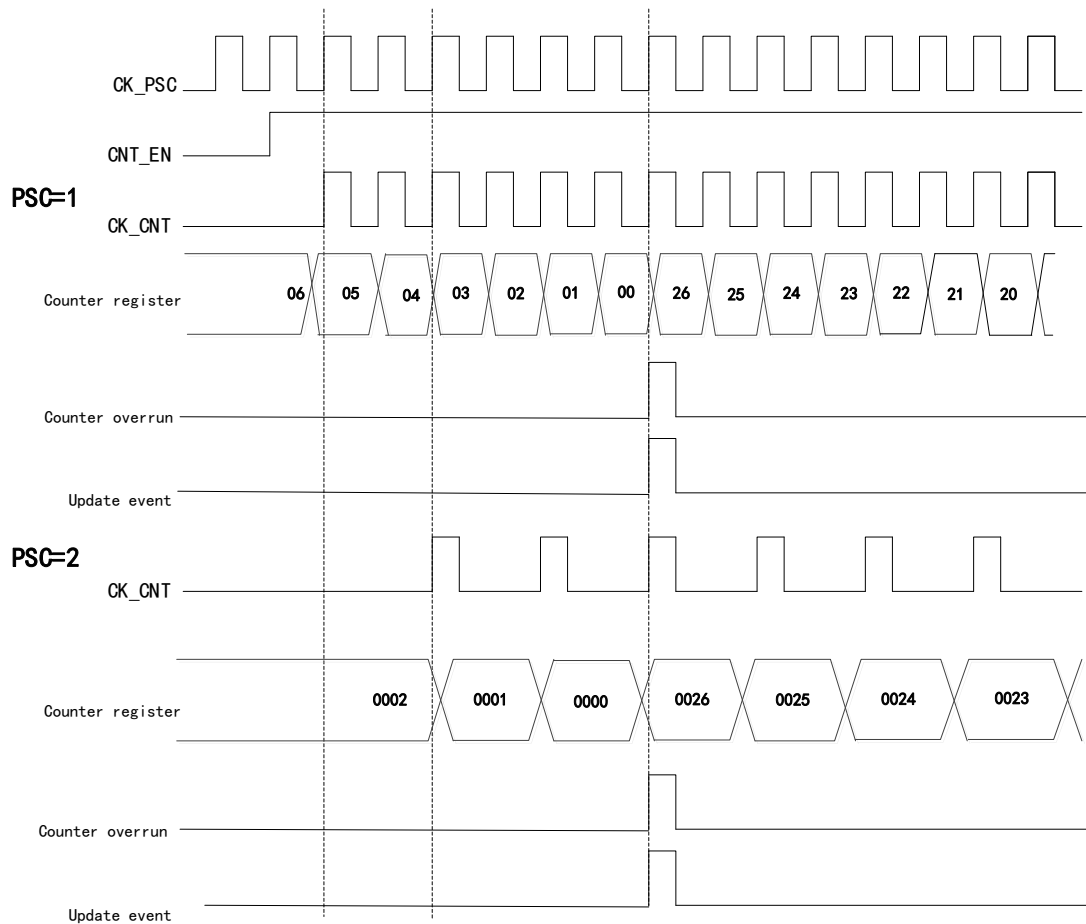 CK_PSC
CNT_EN
PSC=1
CK_CNT
Counter register 06 05 04 03 02 01 00 26 25 24 23 22 21 20
Counter overrun
Update event
PSC=2
CK_CNT
Counter register 0002 0001 0000 0026 0025 0024 0023
Counter overrun
Update event